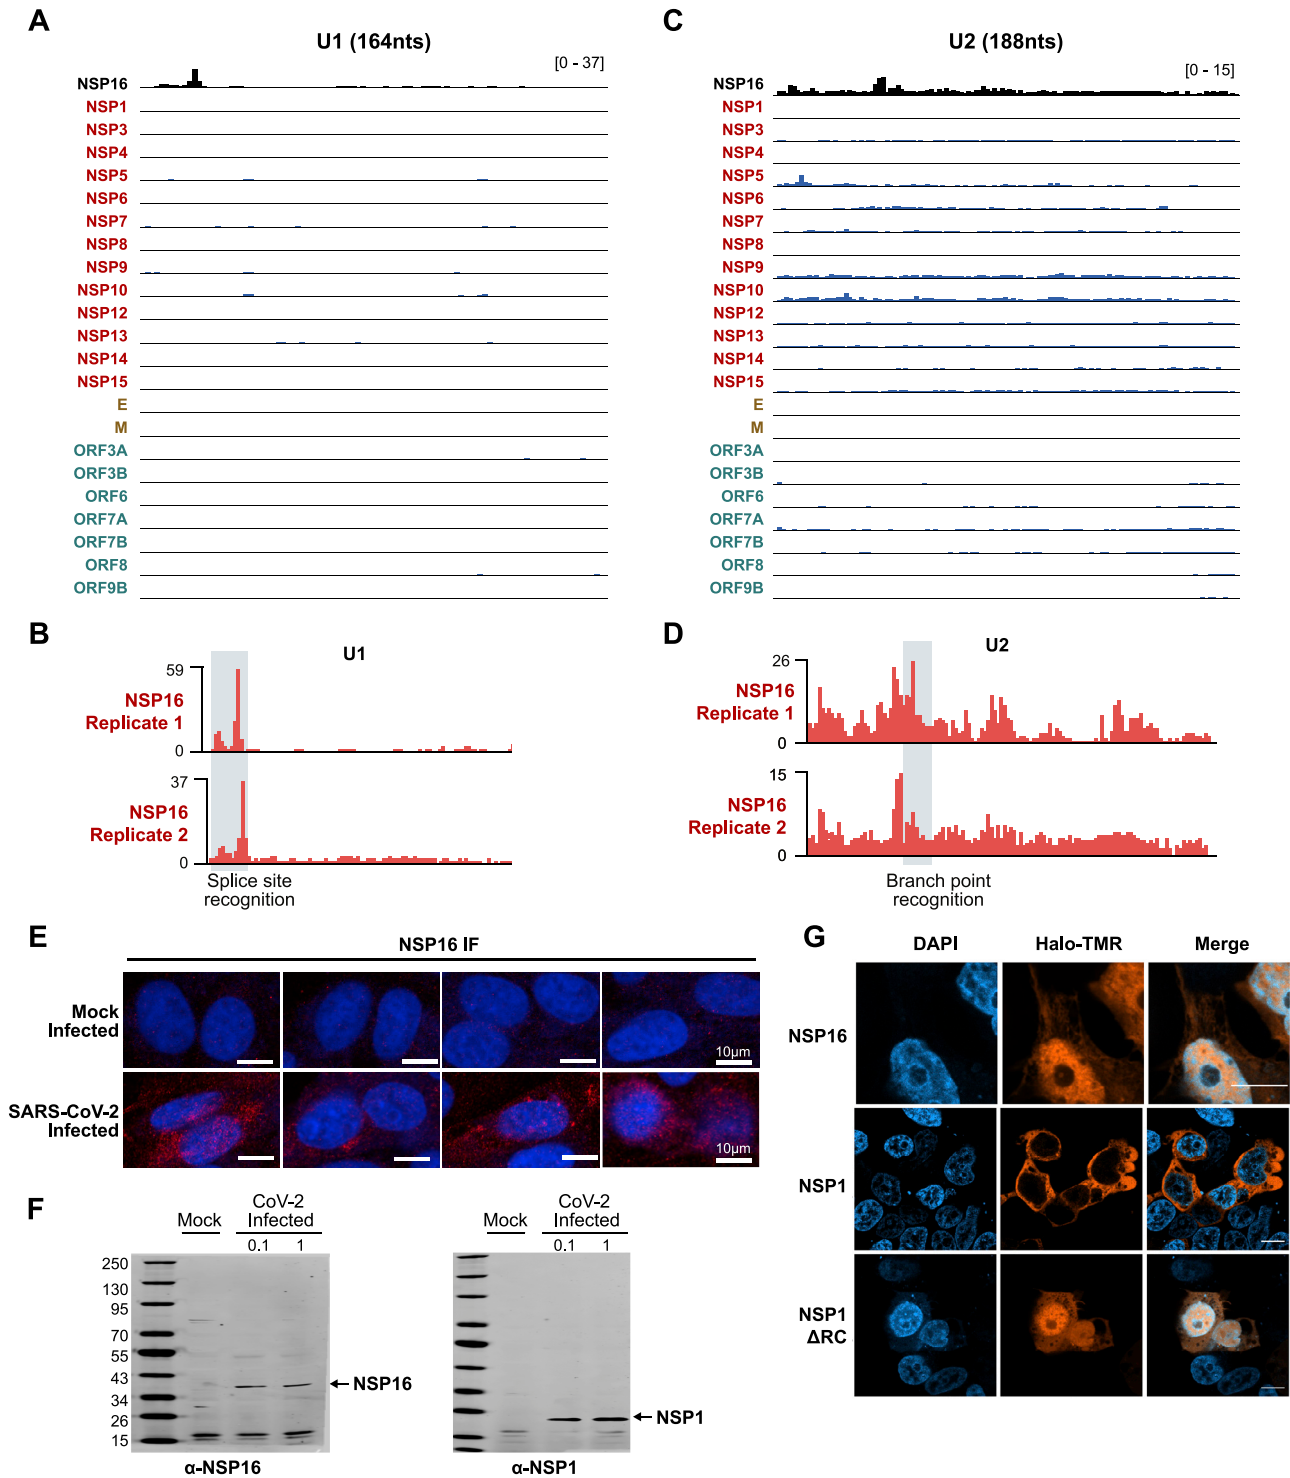 A
U1 (164nts)
[0 - 37]
NSP16
NSP1
NSP3
NSP4
NSP5
NSP6
NSP7
NSP8
NSP9
NSP10
NSP12
NSP13
NSP14
NSP15
E
M
ORF3A
ORF3B
ORF6
ORF7A
ORF7B
ORF8
ORF9B
C
U2 (188nts)
[0 - 15]
NSP16
NSP1
NSP3
NSP4
NSP5
NSP6
NSP7
NSP8
NSP9
NSP10
NSP12
NSP13
NSP14
NSP15
E
M
ORF3A
ORF3B
ORF6
ORF7A
ORF7B
ORF8
ORF9B
B
U1
59
NSP16
Replicate 1
0
37
NSP16
Replicate 2
0
Splice site
recognition
D
U2
26
NSP16
Replicate 1
0
15
NSP16
Replicate 2
0
Branch point
recognition
E
NSP16 IF
Mock
Infected
10μm
SARS-CoV-2
Infected
10μm
F
Mock
CoV-2
Infected
0.1 1
250
130
95
70
55
43
34
26
15
NSP16
α-NSP16
Mock
CoV-2
Infected
0.1 1
NSP1
α-NSP1
G
DAPI Halo-TMR Merge
NSP16
NSP1
NSP1
ΔRC